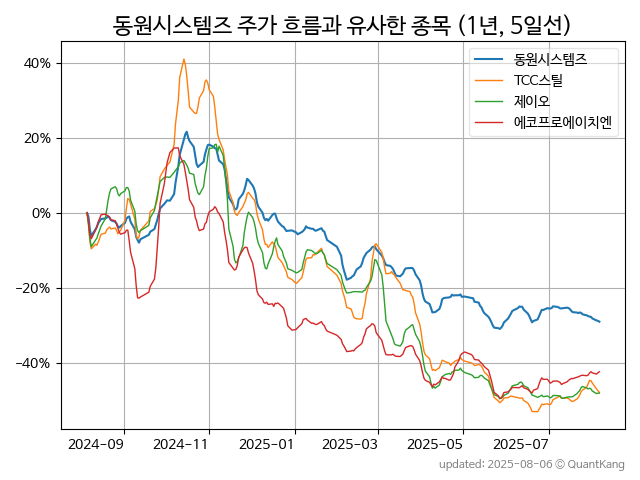 동원시스템즈 주가 흐름과 유사한 종목 (1년, 5일선)
동원시스템즈
TCC스틸
제이오
에코프로에이치엔
40%
20%
0%
−20%
−40%
2024−09
2024−11
2025−01
2025−03
2025−05
2025−07
updated: 2025-08-06 © QuantKang